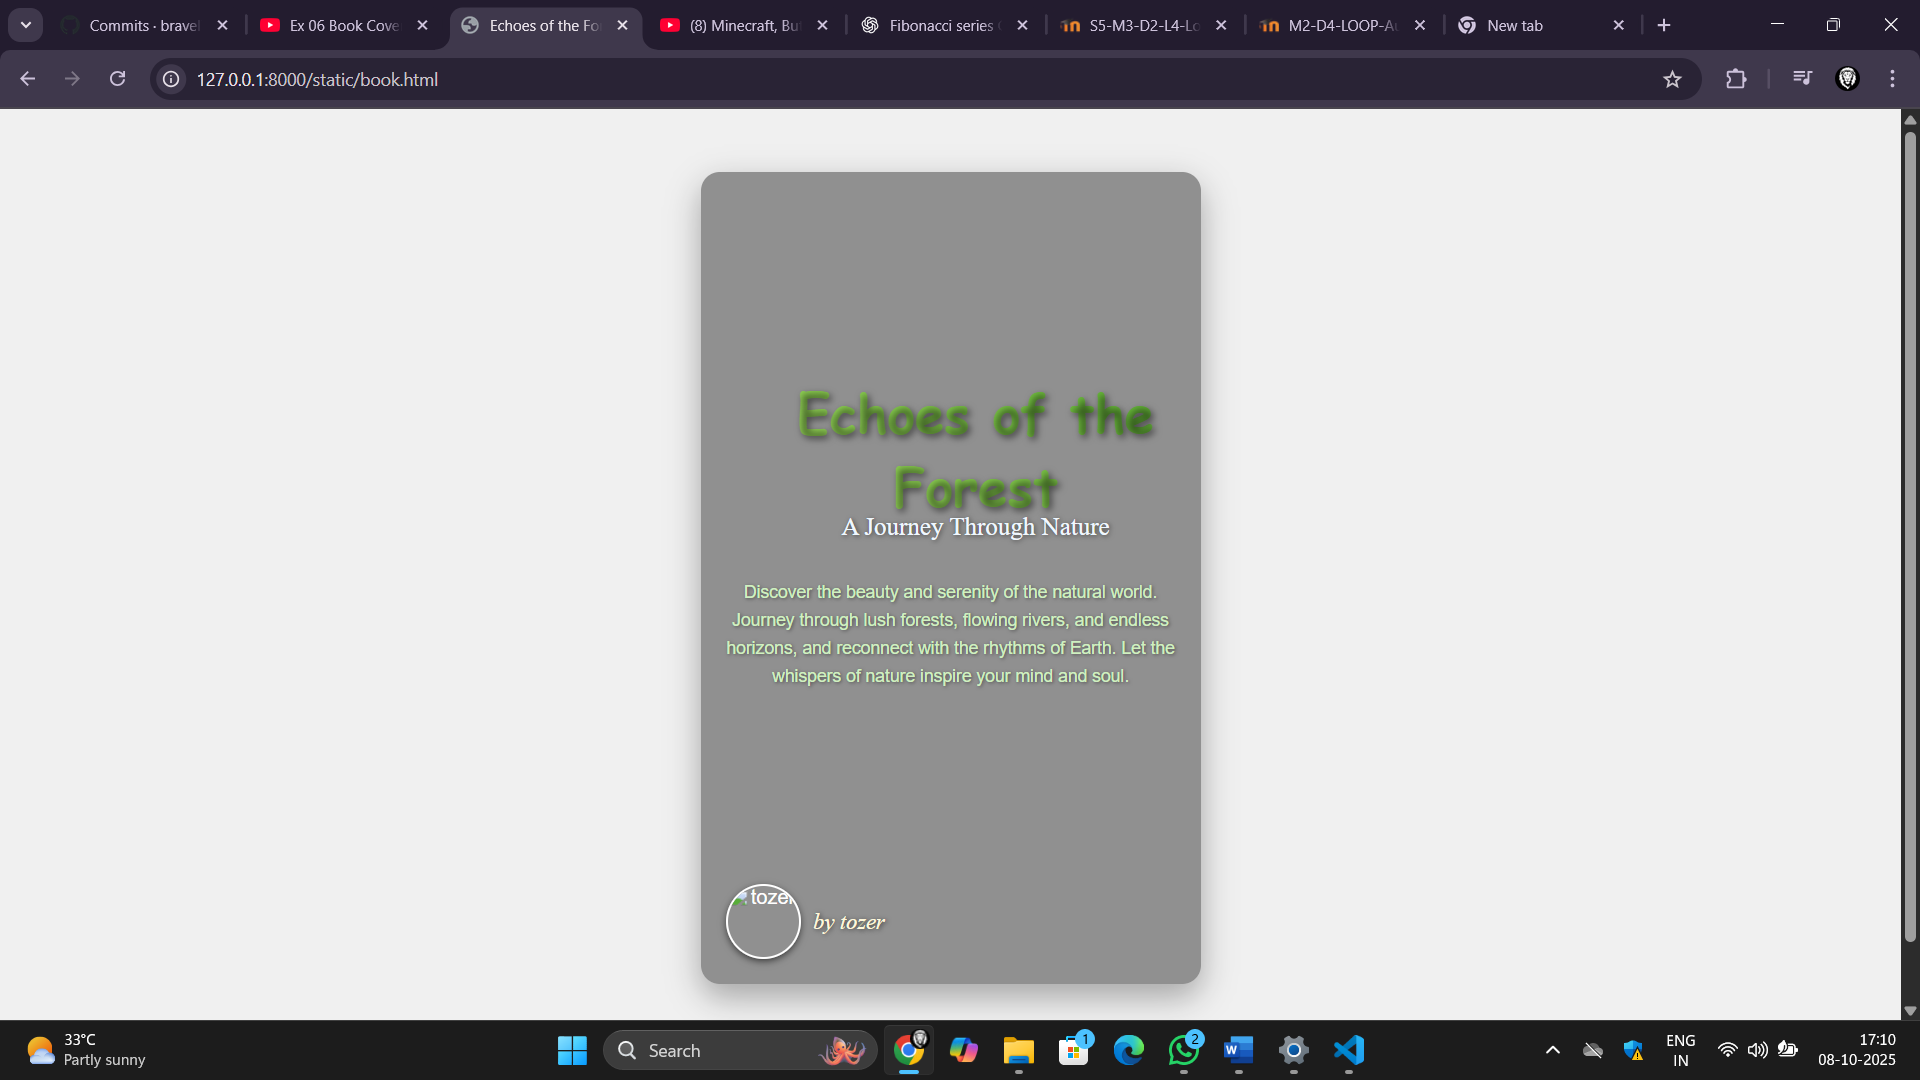 Commits · brave
Ex 06 Book Cove
Echoes of the Fo
(8) Minecraft, Bu
Fibonacci series
S5-M3-D2-L4-Lo
M2-D4-LOOP-A
New tab
127.0.0.1:8000/static/book.html
Echoes of the
Forest
A Journey Through Nature
Discover the beauty and serenity of the natural world.
Journey through lush forests, flowing rivers, and endless
horizons, and reconnect with the rhythms of Earth. Let the
whispers of nature inspire your mind and soul.
tozer
by tozer
33°C
Partly sunny
Search
1
2
W
ENG
IN
17:10
08-10-2025